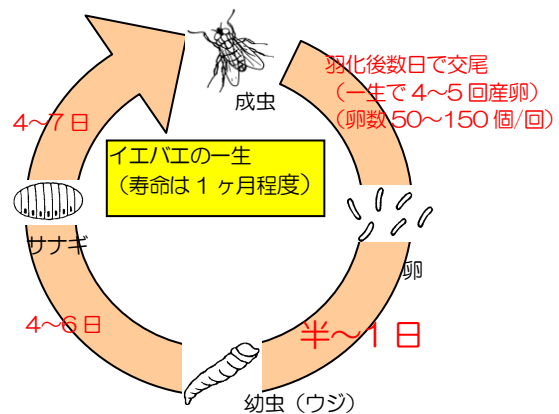 羽化後数日で交尾
（一生で4～5回産卵）
（卵数50～150個/回）
成虫
4～7日
イエバエの一生
（寿命は1ヶ月程度）
サナギ
卵
4～6日
半～1日
幼虫（ウジ）